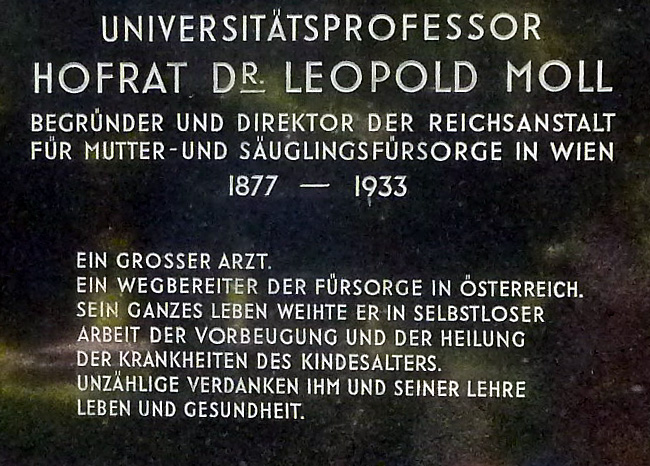 UNIVERSITÄTSPROFESSOR
HOFRAT DR. LEOPOLD MOLL
BEGRÜNDER UND DIREKTOR DER REICHSANSTALT
FÜR MUTTER-UND SÄUGLINGSFÜRSORGE IN WIEN
1877 — 1933
EIN GROSSER ARZT.
EIN WEGBEREITER DER FÜRSORGE IN ÖSTERREICH.
SEIN GANZES LEBEN WEIHTE ER IN SELBSTLOSER
ARBEIT DER VORBEUGUNG UND DER HEILUNG
DER KRANKHEITEN DES KINDESALTERS.
UNZÄHLIGE VERDANKEN IHM UND SEINER LEHRE
LEBEN UND GESUNDHEIT.